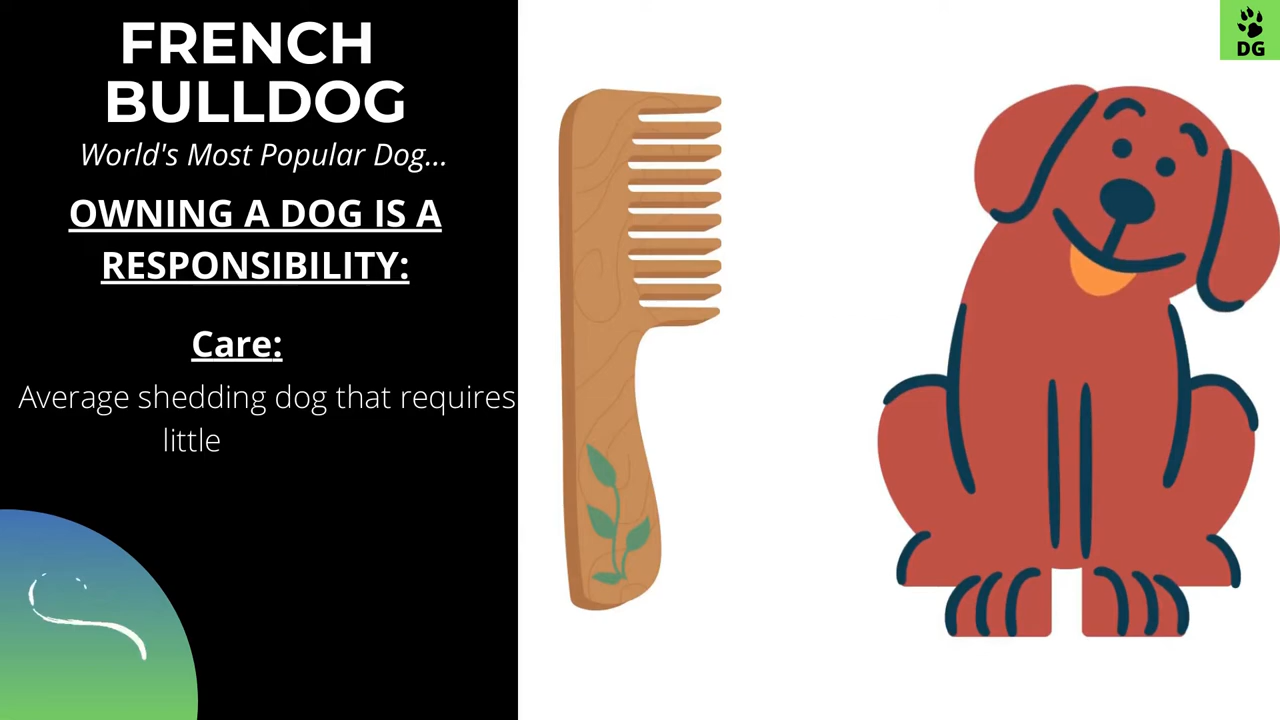 FRENCH
BULLDOG
World's Most Popular Dog...
OWNING A DOG IS A
RESPONSIBILITY:
Care:
Average shedding dog that requires
little
DG